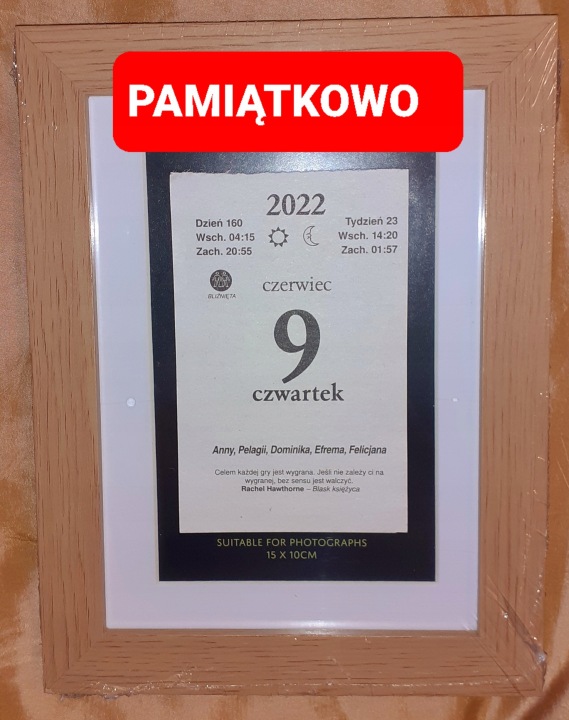 PAMIĄTKOWO
2022
Dzień 160
Wsch. 04:15
Zach. 20:55
Tydzień 23
Wsch. 14:20
Zach. 01:57
BLIŹNIĘTA
czerwiec
9
czwartek
Anny, Pelagii, Dominika, Efrema, Felicjana
Celem każdej gry jest wygrana. Jeśli nie zależy ci na
wygranej, bez sensu jest walczyć.
Rachel Hawthorne – Blask księżyca
SUITABLE FOR PHOTOGRAPHS
15 X 10CM